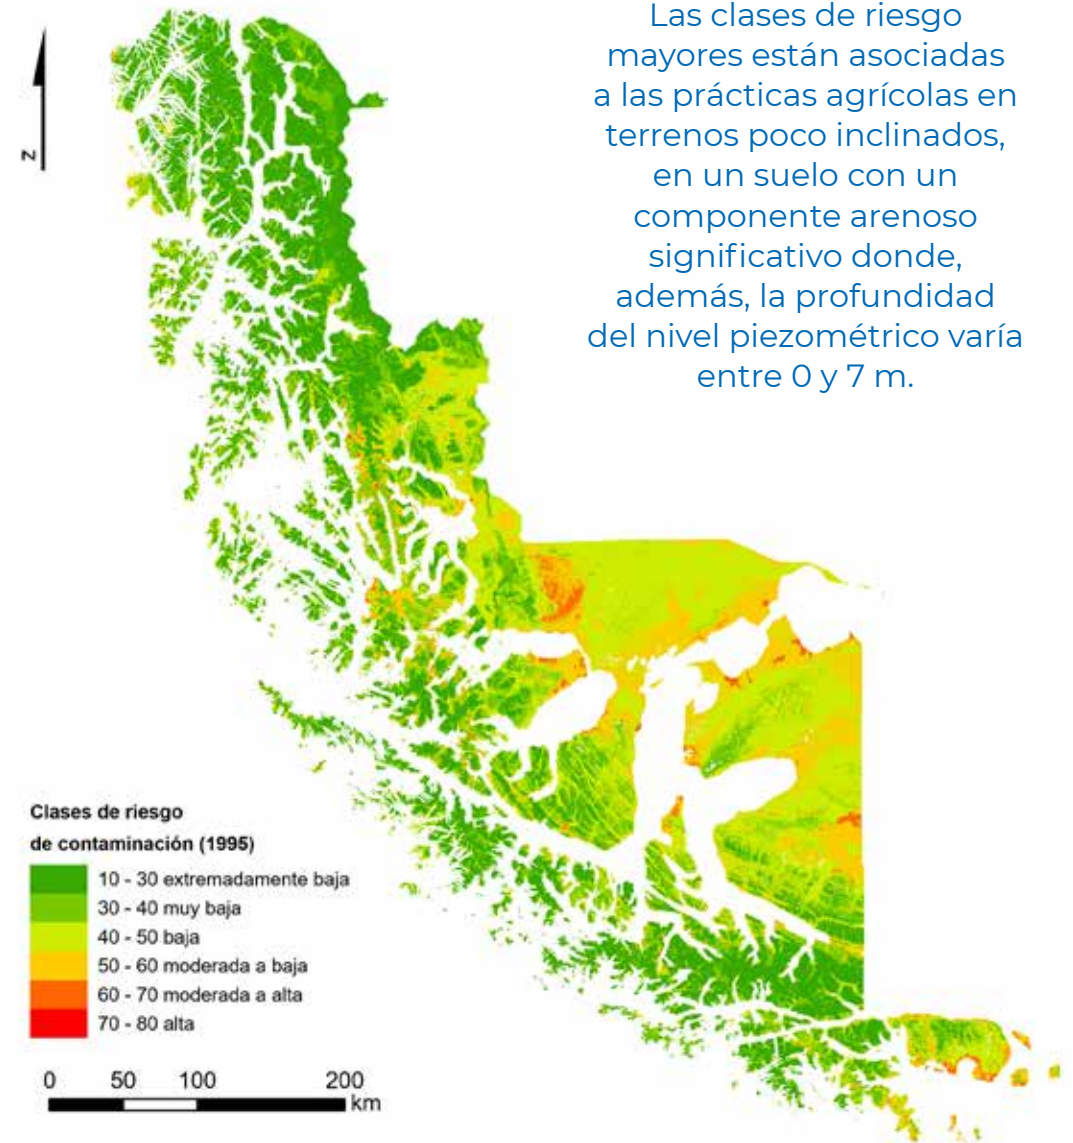 Las clases de riesgo
mayores están asociadas
a las prácticas agrícolas en
terrenos poco inclinados,
en un suelo con un
componente arenoso
significativo donde,
además, la profundidad
del nivel piezométrico varía
entre 0 y 7 m.
N
Clases de riesgo
de contaminación (1995)
10 - 30 extremadamente baja
30 - 40 muy baja
40 - 50 baja
50 - 60 moderada a baja
60 - 70 moderada a alta
70 - 80 alta
0 50 100 200
km